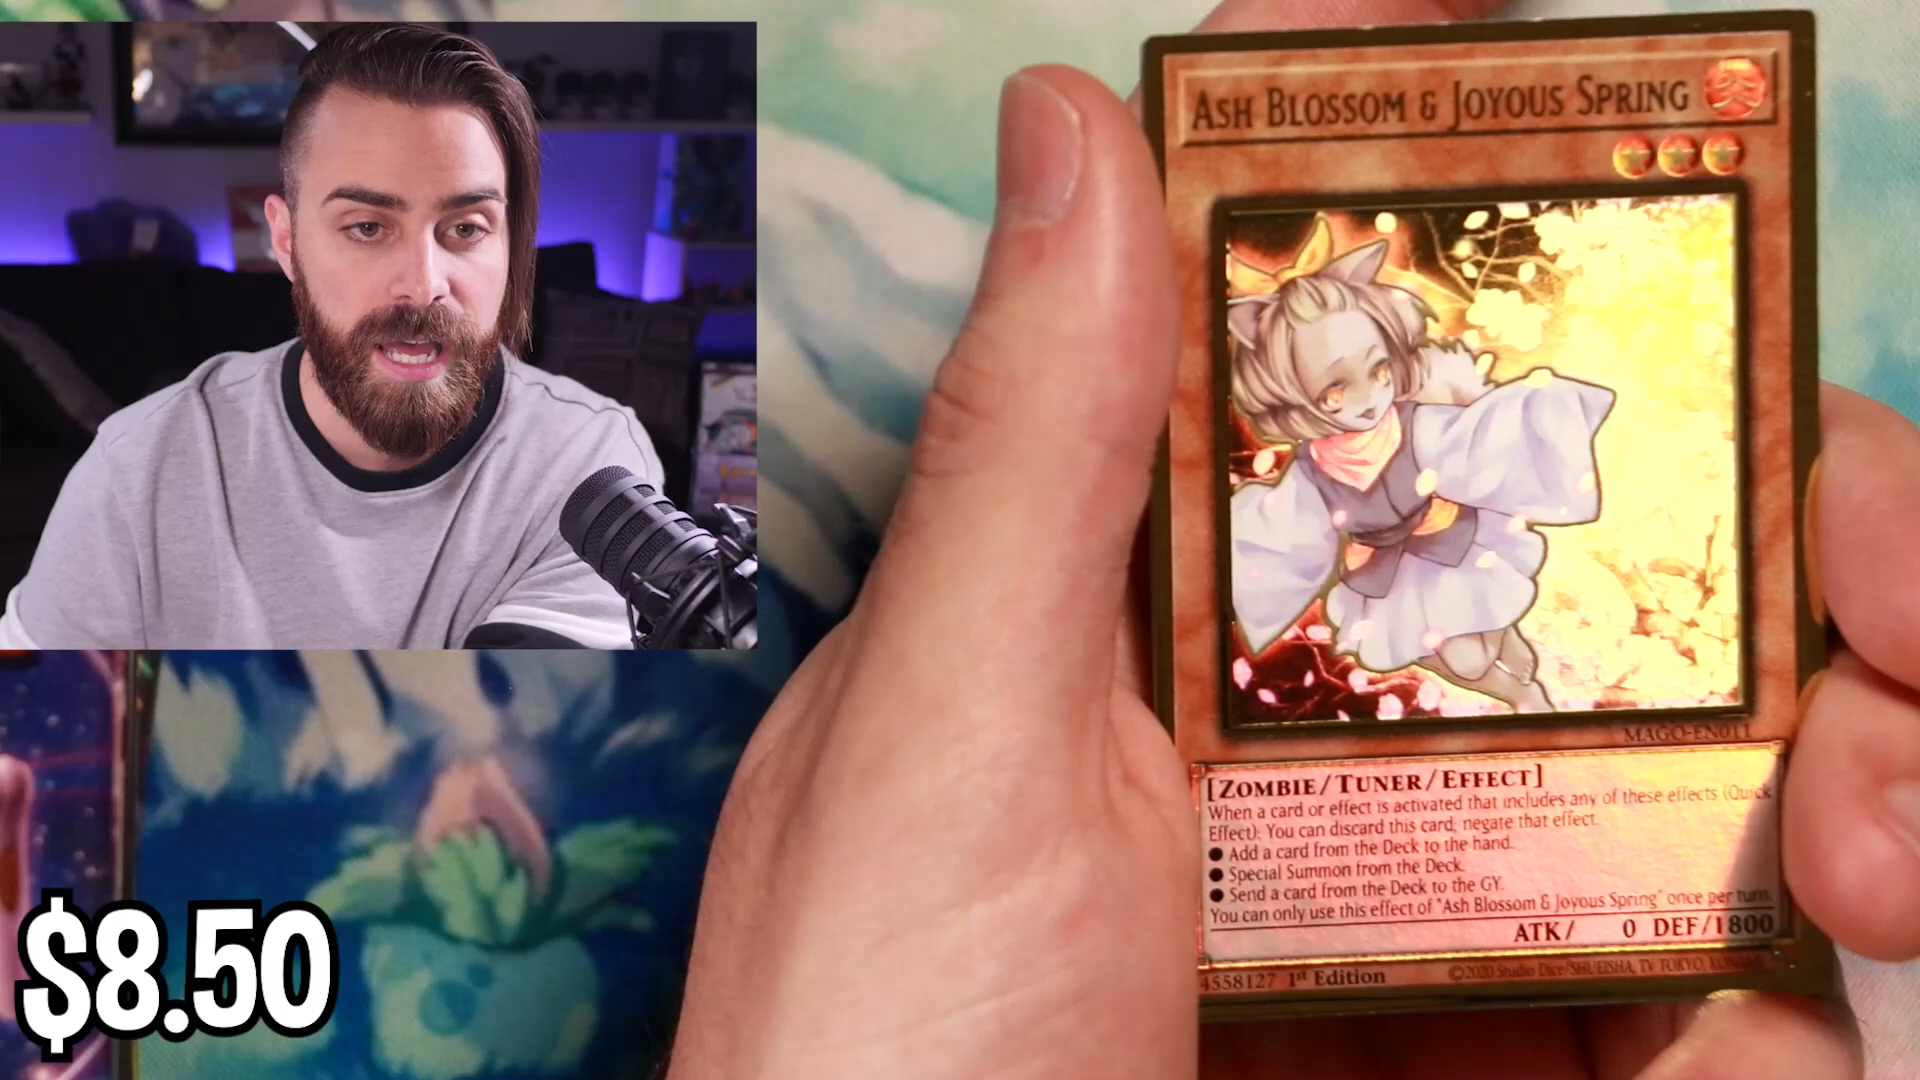 ASH BLOSSOM & JOYOUS SPRING
炎
MAGO-EN011
[ZOMBIE/TUNER/EFFECT]
When a card or effect is activated that includes any of these effects (Quick
Effect): You can discard this card; negate that effect.
● Add a card from the Deck to the hand.
● Special Summon from the Deck.
● Send a card from the Deck to the GY.
You can only use this effect of "Ash Blossom & Joyous Spring" once per turn.
ATK/ 0 DEF/1800
4558127 1st Edition
©2020 Studio Dice/SHUEISHA, TV TOKYO, KONAMI
$8.50